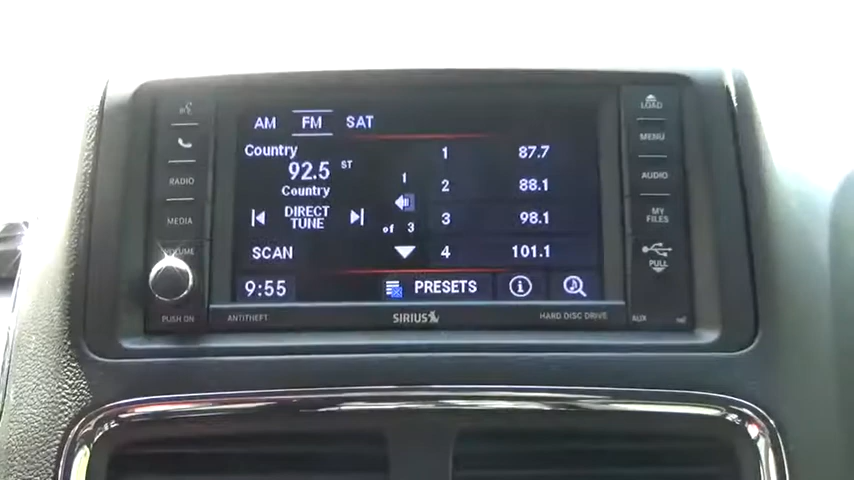 AM FM SAT
Country
92.5 ST
Country
DIRECT
TUNE
SCAN
9:55
1
of 3
1 87.7
2 88.1
3 98.1
4 101.1
PRESETS
RADIO
MEDIA
VOLUME
PUSH ON
ANTITHEFT
SIRIUS
HARD DISC DRIVE
LOAD
MENU
AUDIO
MY
FILES
PULL
AUX